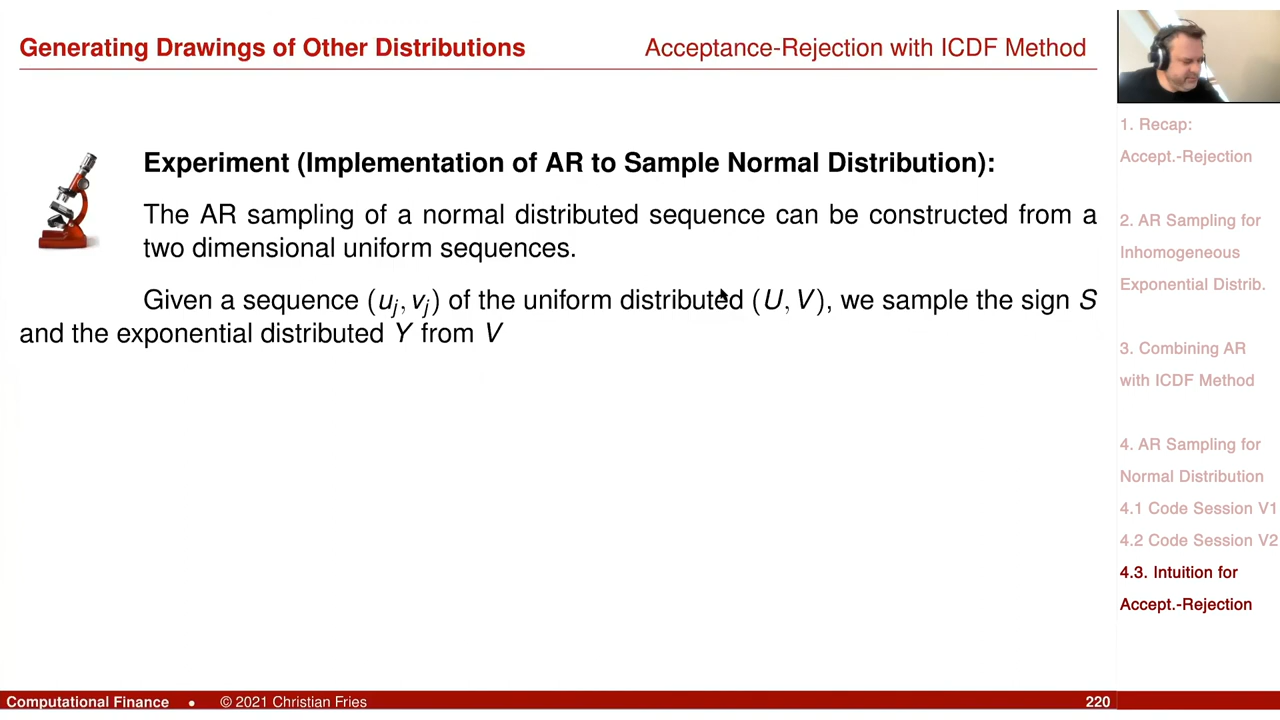 Generating Drawings of Other Distributions
Acceptance-Rejection with ICDF Method
Experiment (Implementation of AR to Sample Normal Distribution):
The AR sampling of a normal distributed sequence can be constructed from a
two dimensional uniform sequences.
Given a sequence (uj, vj) of the uniform distributed (U, V), we sample the sign S
and the exponential distributed Y from V
1. Recap:
Accept.-Rejection
2. AR Sampling for
Inhomogeneous
Exponential Distrib.
3. Combining AR
with ICDF Method
4. AR Sampling for
Normal Distribution
4.1 Code Session V1
4.2 Code Session V2
4.3. Intuition for
Accept.-Rejection
Computational Finance • © 2021 Christian Fries
220